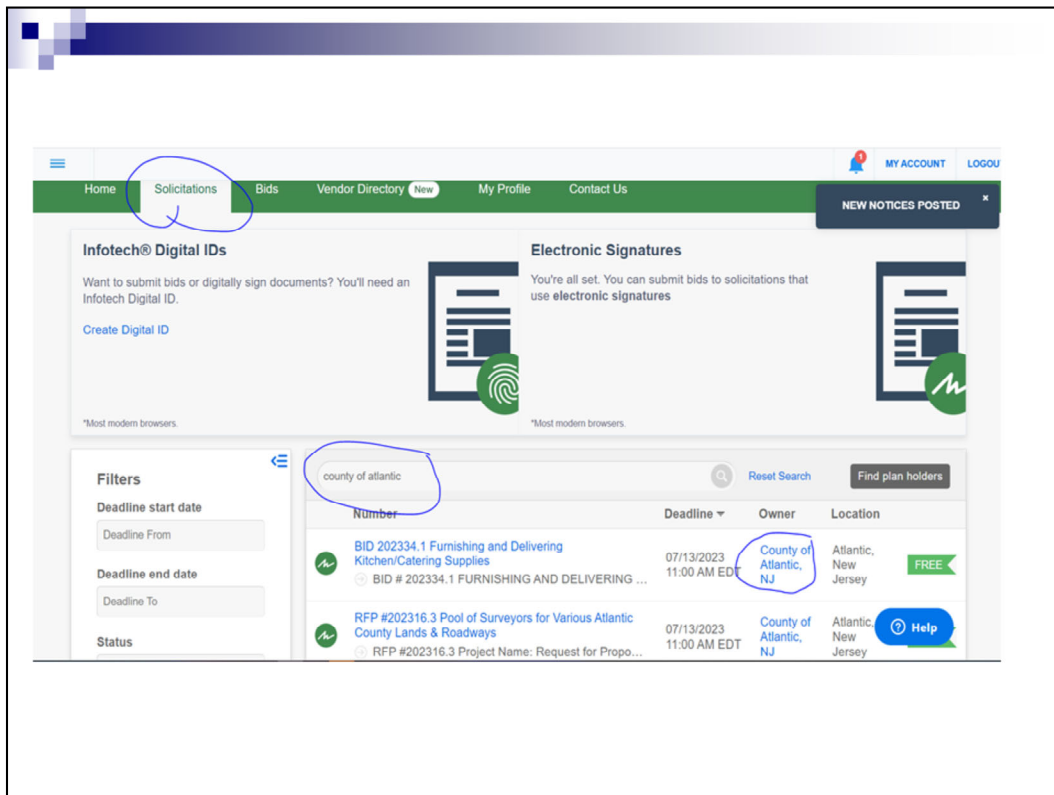 1
MY ACCOUNT LOGOU
Home Solicitations Bids Vendor Directory New My Profile Contact Us
NEW NOTICES POSTED ×
Infotech® Digital IDs
Want to submit bids or digitally sign documents? You'll need an
Infotech Digital ID.
Create Digital ID
*Most modern browsers.
Electronic Signatures
You're all set. You can submit bids to solicitations that
use electronic signatures
*Most modern browsers.
Filters
Deadline start date
Deadline From
Deadline end date
Deadline To
Status
county of atlantic
Reset Search
Find plan holders
Number Deadline Owner Location
BID 202334.1 Furnishing and Delivering
Kitchen/Catering Supplies
BID # 202334.1 FURNISHING AND DELIVERING ...
07/13/2023
11:00 AM EDT
County of
Atlantic,
NJ
Atlantic,
New
Jersey
FREE
RFP #202316.3 Pool of Surveyors for Various Atlantic
County Lands & Roadways
RFP #202316.3 Project Name: Request for Propo...
07/13/2023
11:00 AM EDT
County of
Atlantic,
NJ
Atlantic,
New
Jersey
? Help